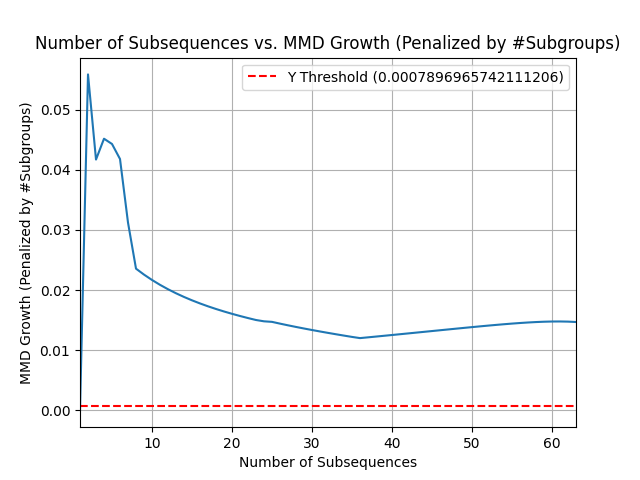 Number of Subsequences vs. MMD Growth (Penalized by #Subgroups)
Y Threshold (0.0007896965742111206)
MMD Growth (Penalized by #Subgroups)
0.05
0.04
0.03
0.02
0.01
0.00
10 20 30 40 50 60
Number of Subsequences